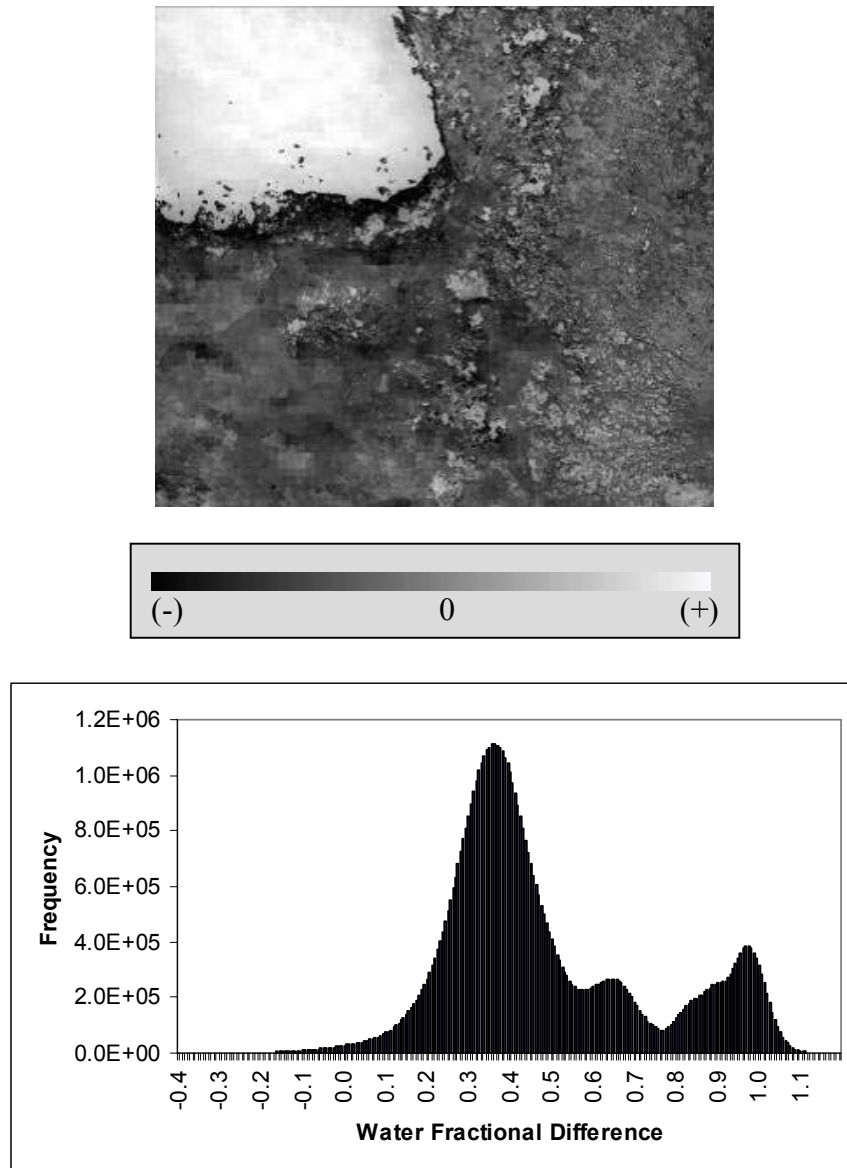 (-) 0 (+)
1.2E+06
1.0E+06
8.0E+05
6.0E+05
4.0E+05
2.0E+05
0.0E+00
Frequency
-0.4 -0.3 -0.2 -0.1 0.0 0.1 0.2 0.3 0.4 0.5 0.6 0.7 0.8 0.9 1.0 1.1
Water Fractional Difference